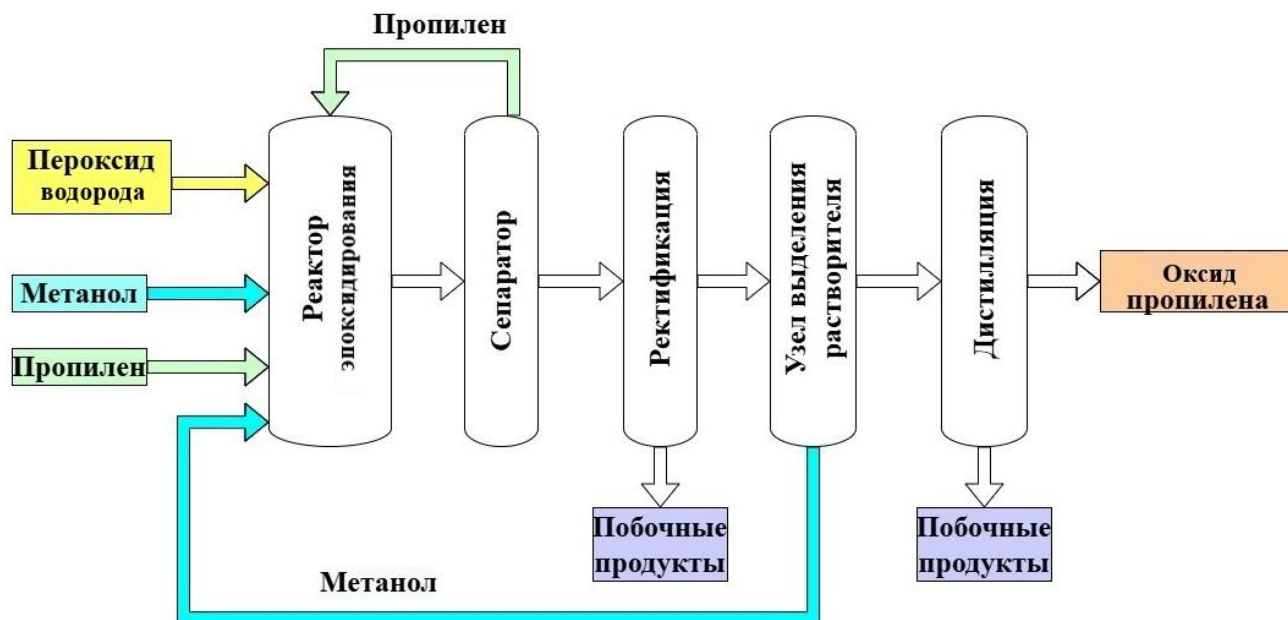 Пропилен
Пероксид
водорода
Метанол
Пропилен
Реактор
эпоксидирования
Сепаратор
Ректификация
Узел выделения
растворителя
Дистилляция
Оксид
пропилена
Побочные
продукты
Побочные
продукты
Метанол